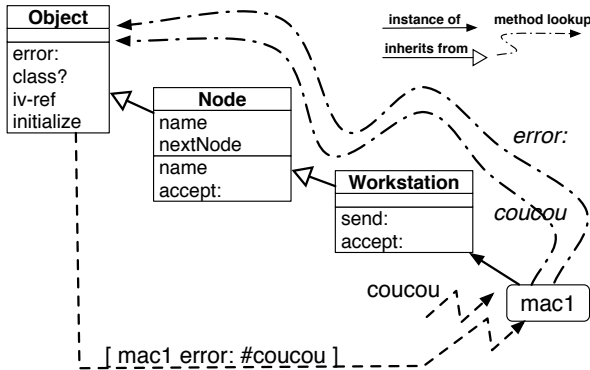 Object
error:
class?
iv-ref
initialize
instance of
method lookup
inherits from
Node
name
nextNode
name
accept:
error:
Workstation
send:
accept:
coucou
coucou
mac1
[ mac1 error: #coucou ]